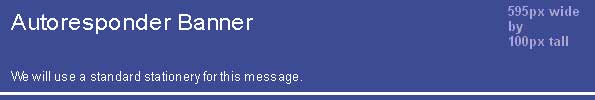 Autoresponder Banner
595px wide
by
100px tall
We will use a standard stationery for this message.